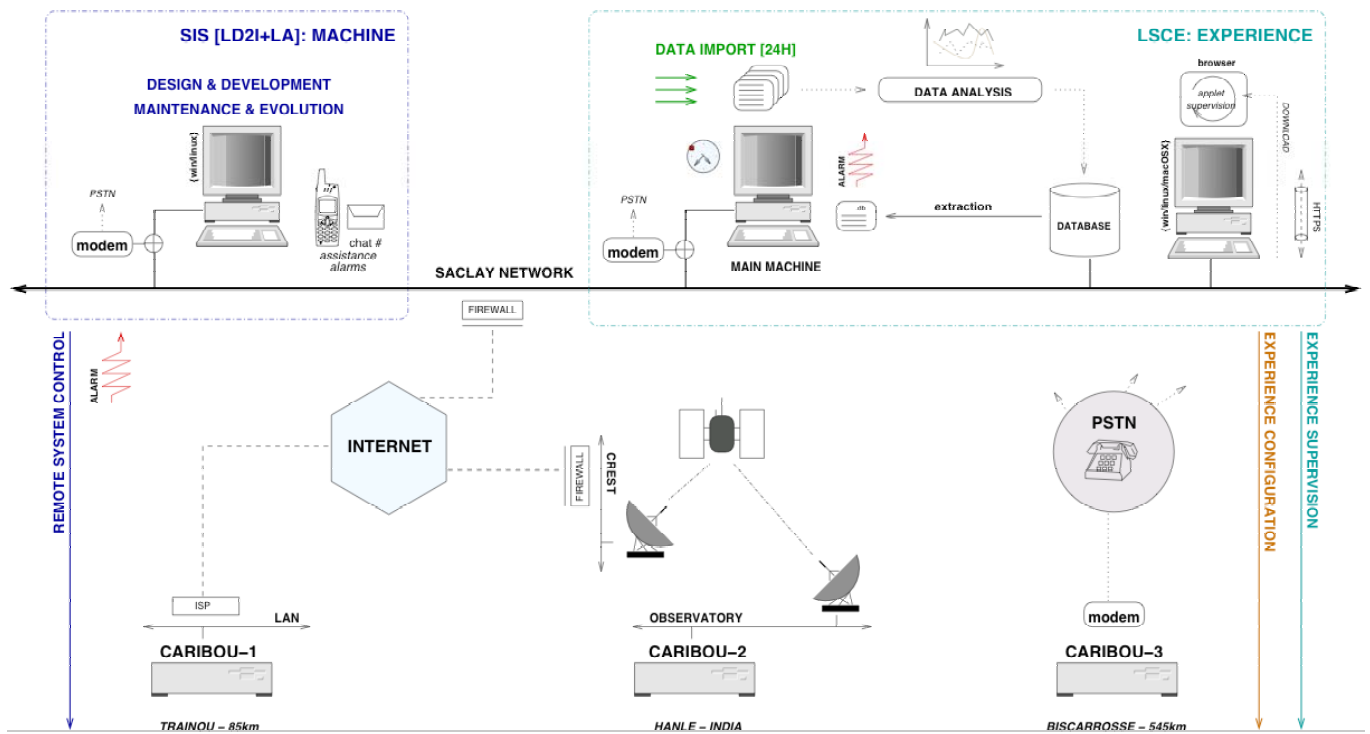 SIS [LD2I+LA]: MACHINE
DESIGN & DEVELOPMENT
MAINTENANCE & EVOLUTION
{win/linux}
PSTN
modem
chat #
assistance
alarms
LSCE: EXPERIENCE
DATA IMPORT [24H]
DATA ANALYSIS
browser
applet
supervision
DOWNLOAD
{win/linux/macOSX}
HTTPS
ALARM
PSTN
modem
db
extraction
DATABASE
MAIN MACHINE
SACLAY NETWORK
FIREWALL
REMOTE SYSTEM CONTROL
ALARM
INTERNET
FIREWALL
CREST
PSTN
EXPERIENCE CONFIGURATION
EXPERIENCE SUPERVISION
ISP
LAN
OBSERVATORY
modem
CARIBOU–1
CARIBOU–2
CARIBOU–3
TRAINOU – 85km
HANLE – INDIA
BISCARROSSE – 545km